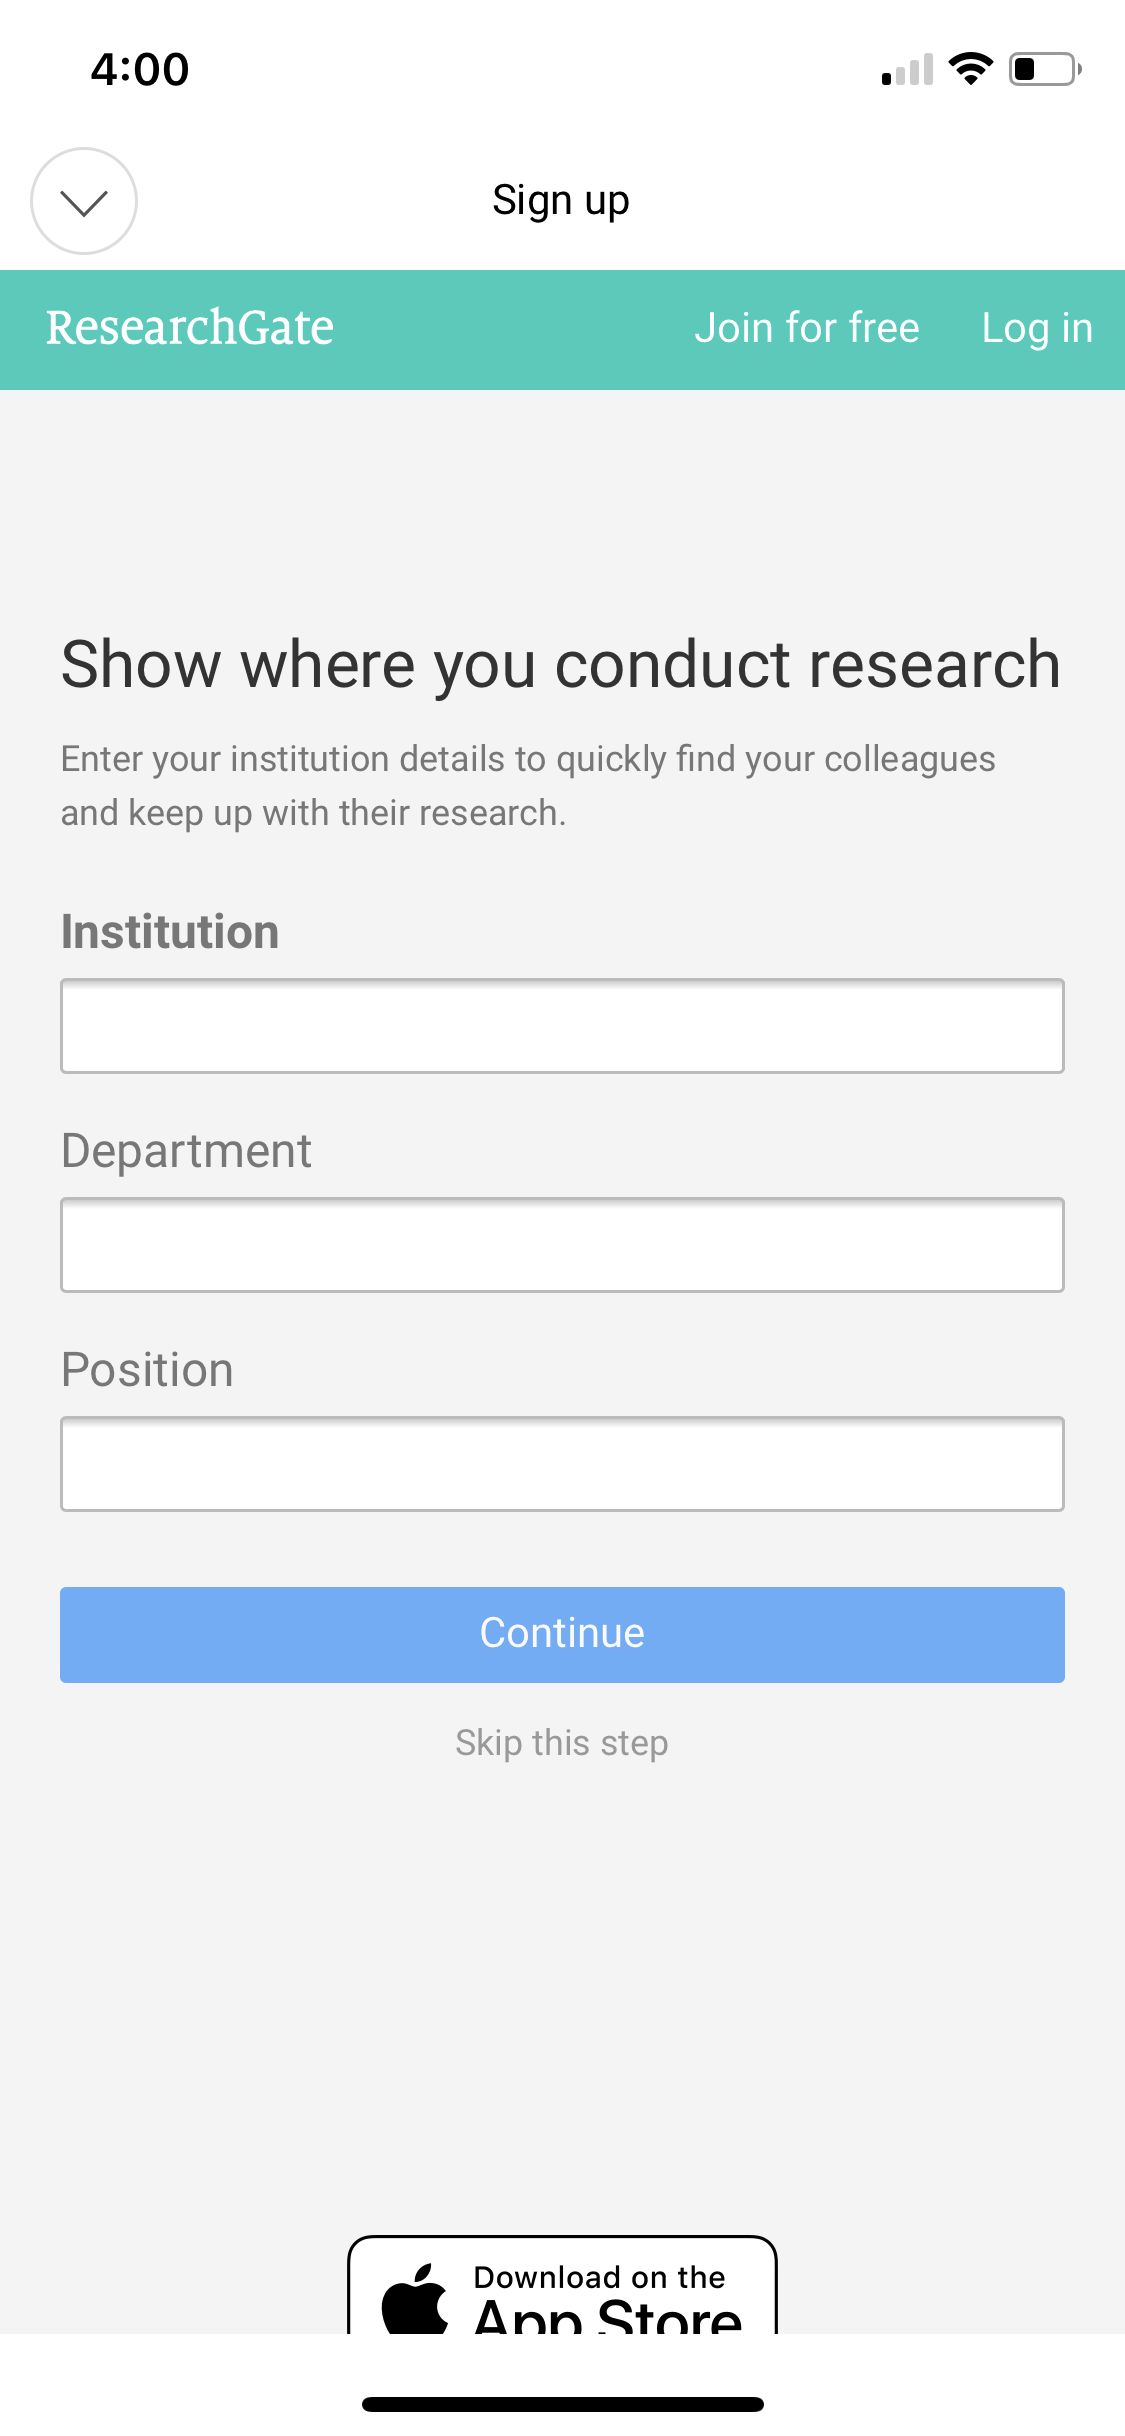 4:00
Sign up
ResearchGate Join for free Log in
Show where you conduct research
Enter your institution details to quickly find your colleagues
and keep up with their research.
Institution
Department
Position
Continue
Skip this step
Download on the
App Store